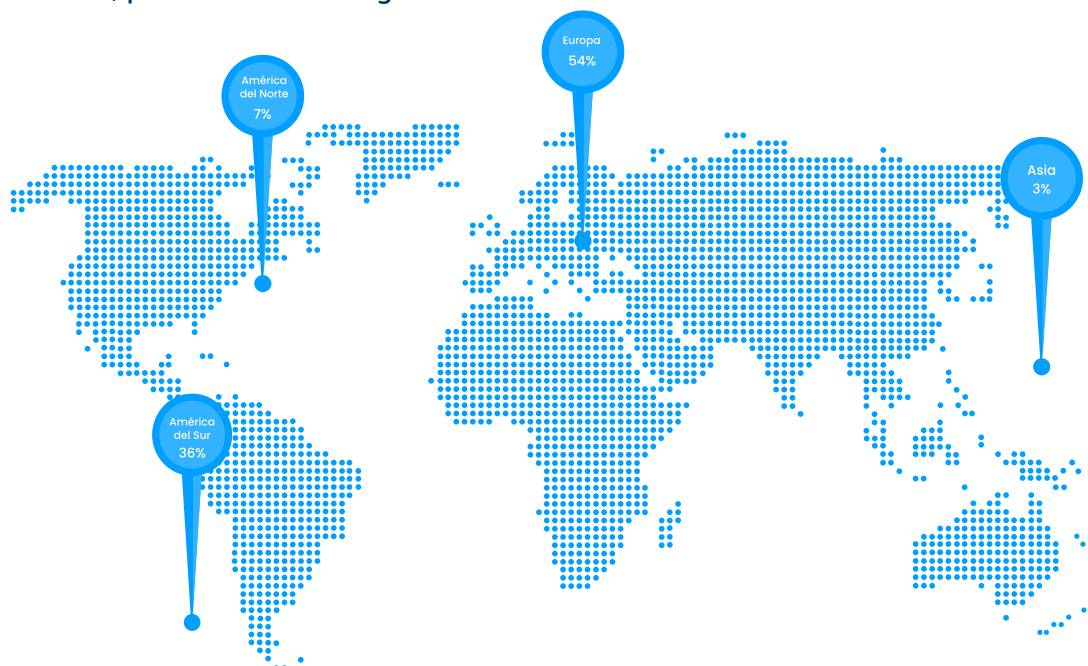 Europa
54%
América
del Norte
7%
Asia
3%
América
del Sur
36%